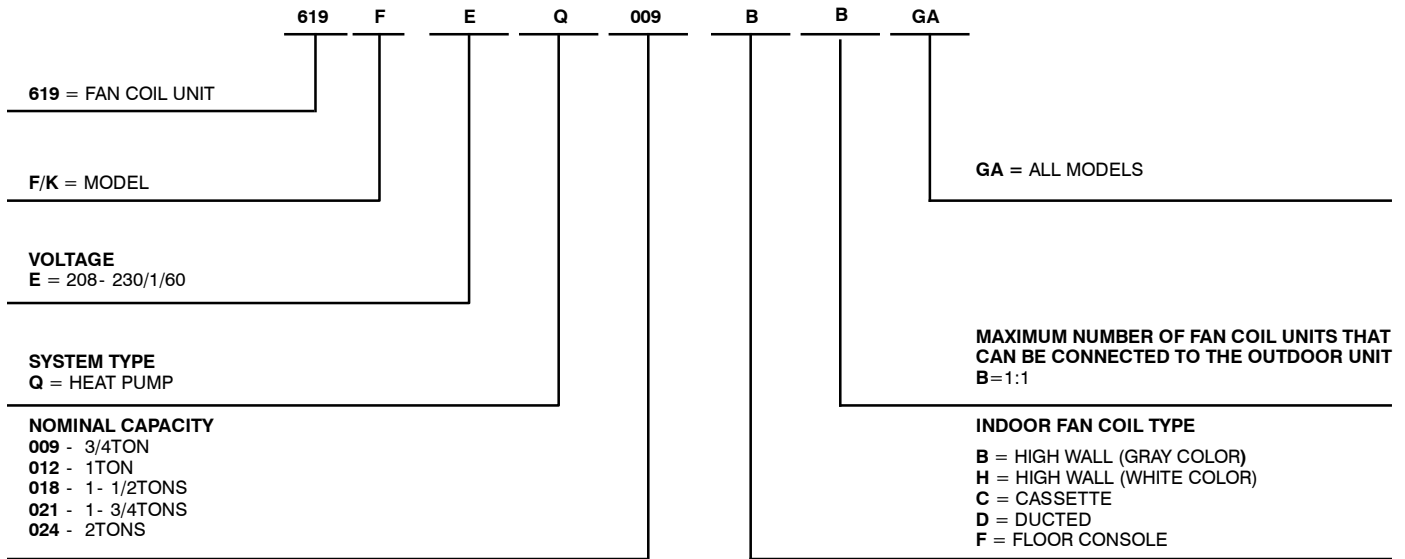 619 F E Q 009 B B GA
619 = FAN COIL UNIT
F/K = MODEL
VOLTAGE
E = 208- 230/1/60
SYSTEM TYPE
Q = HEAT PUMP
NOMINAL CAPACITY
009 - 3/4TON
012 - 1TON
018 - 1- 1/2TONS
021 - 1- 3/4TONS
024 - 2TONS
GA = ALL MODELS
MAXIMUM NUMBER OF FAN COIL UNITS THAT
CAN BE CONNECTED TO THE OUTDOOR UNIT
B=1:1
INDOOR FAN COIL TYPE
B = HIGH WALL (GRAY COLOR)
H = HIGH WALL (WHITE COLOR)
C = CASSETTE
D = DUCTED
F = FLOOR CONSOLE